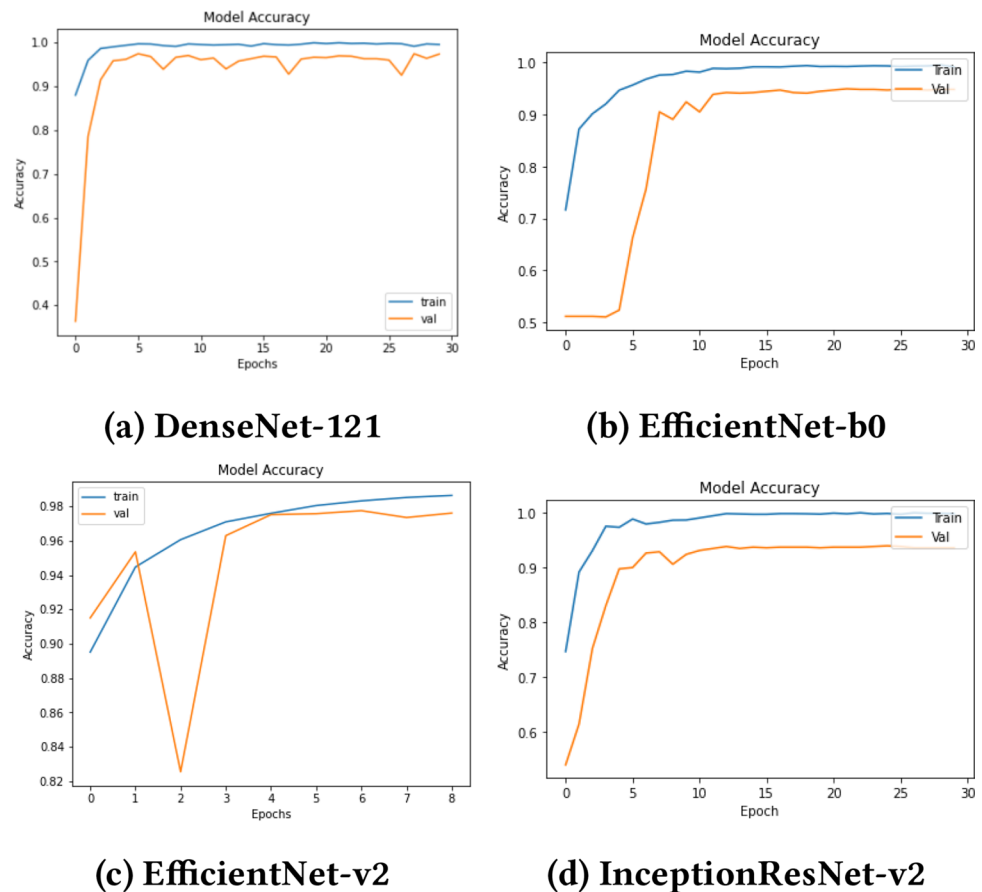 Model Accuracy
1.0
0.9
0.8
0.7
0.6
0.5
0.4
Accuracy
train
val
0 5 10 15 20 25 30
Epochs
(a) DenseNet-121
Model Accuracy
1.0
0.9
0.8
0.7
0.6
0.5
Accuracy
Train
Val
0 5 10 15 20 25 30
Epoch
(b) EfficientNet-b0
Model Accuracy
train
val
0.98
0.96
0.94
0.92
0.90
0.88
0.86
0.84
0.82
Accuracy
0 1 2 3 4 5 6 7 8
Epochs
(c) EfficientNet-v2
Model Accuracy
1.0
0.9
0.8
0.7
0.6
Accuracy
Train
Val
0 5 10 15 20 25 30
Epoch
(d) InceptionResNet-v2